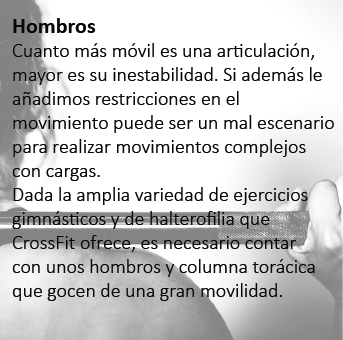 Hombros
Cuanto más móvil es una articulación,
mayor es su inestabilidad. Si además le
añadimos restricciones en el
movimiento puede ser un mal escenario
para realizar movimientos complejos
con cargas.
Dada la amplia variedad de ejercicios
gimnásticos y de halterofilia que
CrossFit ofrece, es necesario contar
con unos hombros y columna torácica
que gocen de una gran movilidad.